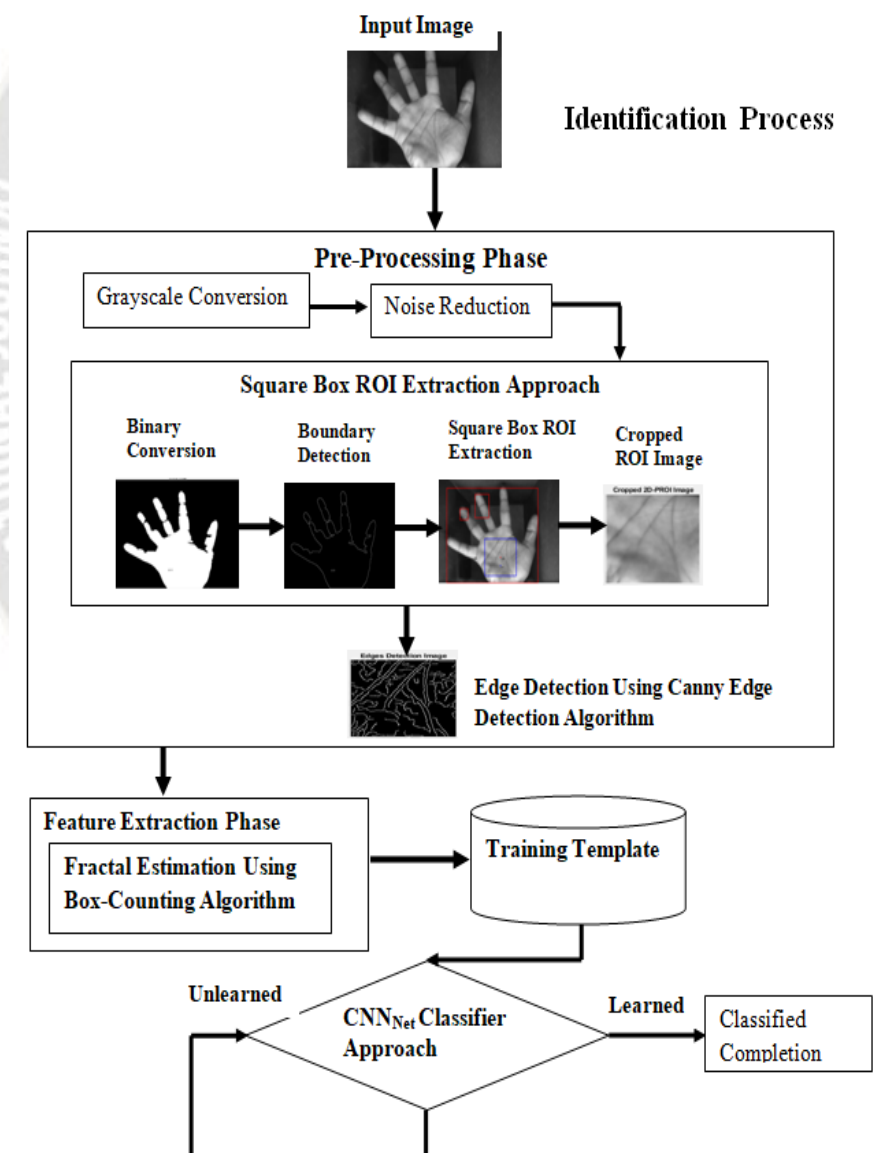 Input Image
Identification Process
Pre-Processing Phase
Grayscale Conversion
Noise Reduction
Square Box ROI Extraction Approach
Binary
Conversion
Boundary
Detection
Square Box ROI
Extraction
Cropped
ROI Image
Cropped 2D-PROI Image
Edges Detection Image
Edge Detection Using Canny Edge
Detection Algorithm
Feature Extraction Phase
Fractal Estimation Using
Box-Counting Algorithm
Training Template
Unlearned
CNNNet Classifier
Approach
Learned
Classified
Completion